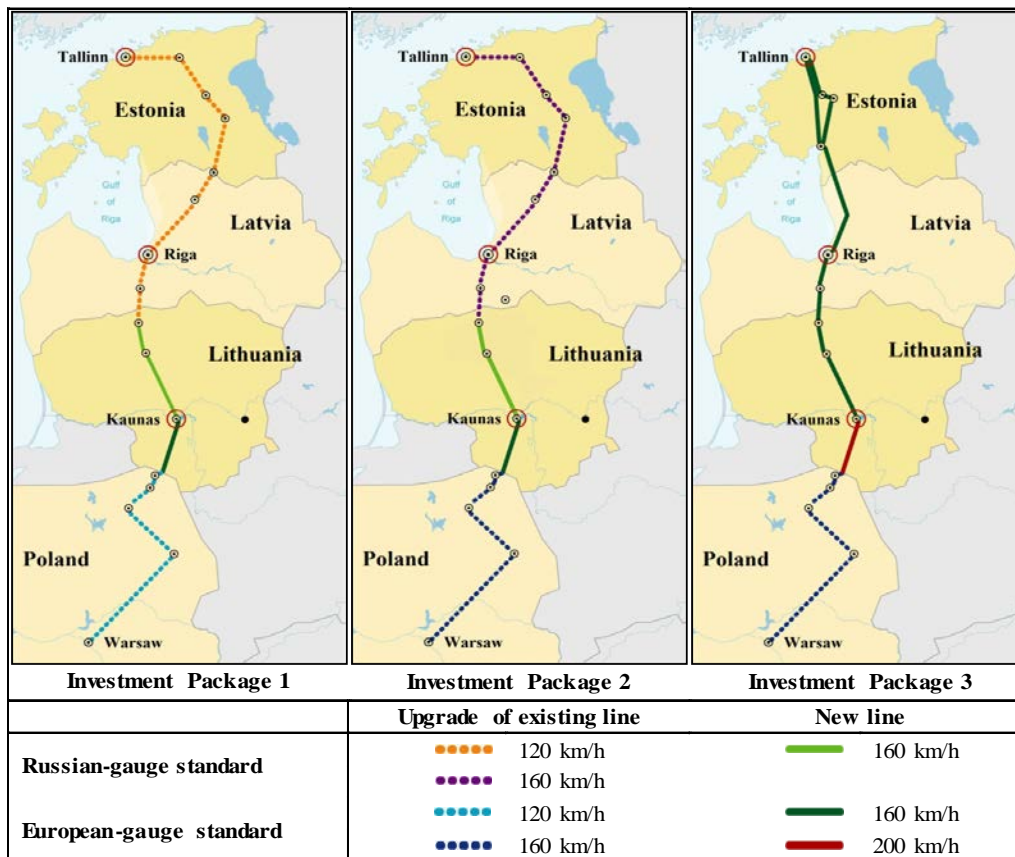 Tallinn
Estonia
Gulf
of
Riga
Latvia
Riga
Lithuania
Kaunas
Poland
Warsaw
Investment Package 1
Tallinn
Estonia
Gulf
of
Riga
Latvia
Riga
Lithuania
Kaunas
Poland
Warsaw
Investment Package 2
Tallinn
Estonia
Gulf
of
Riga
Latvia
Riga
Lithuania
Kaunas
Poland
Warsaw
Investment Package 3
Upgrade of existing line New line
Russian-gauge standard
120 km/h 160 km/h
160 km/h
European-gauge standard
120 km/h 160 km/h
160 km/h 200 km/h